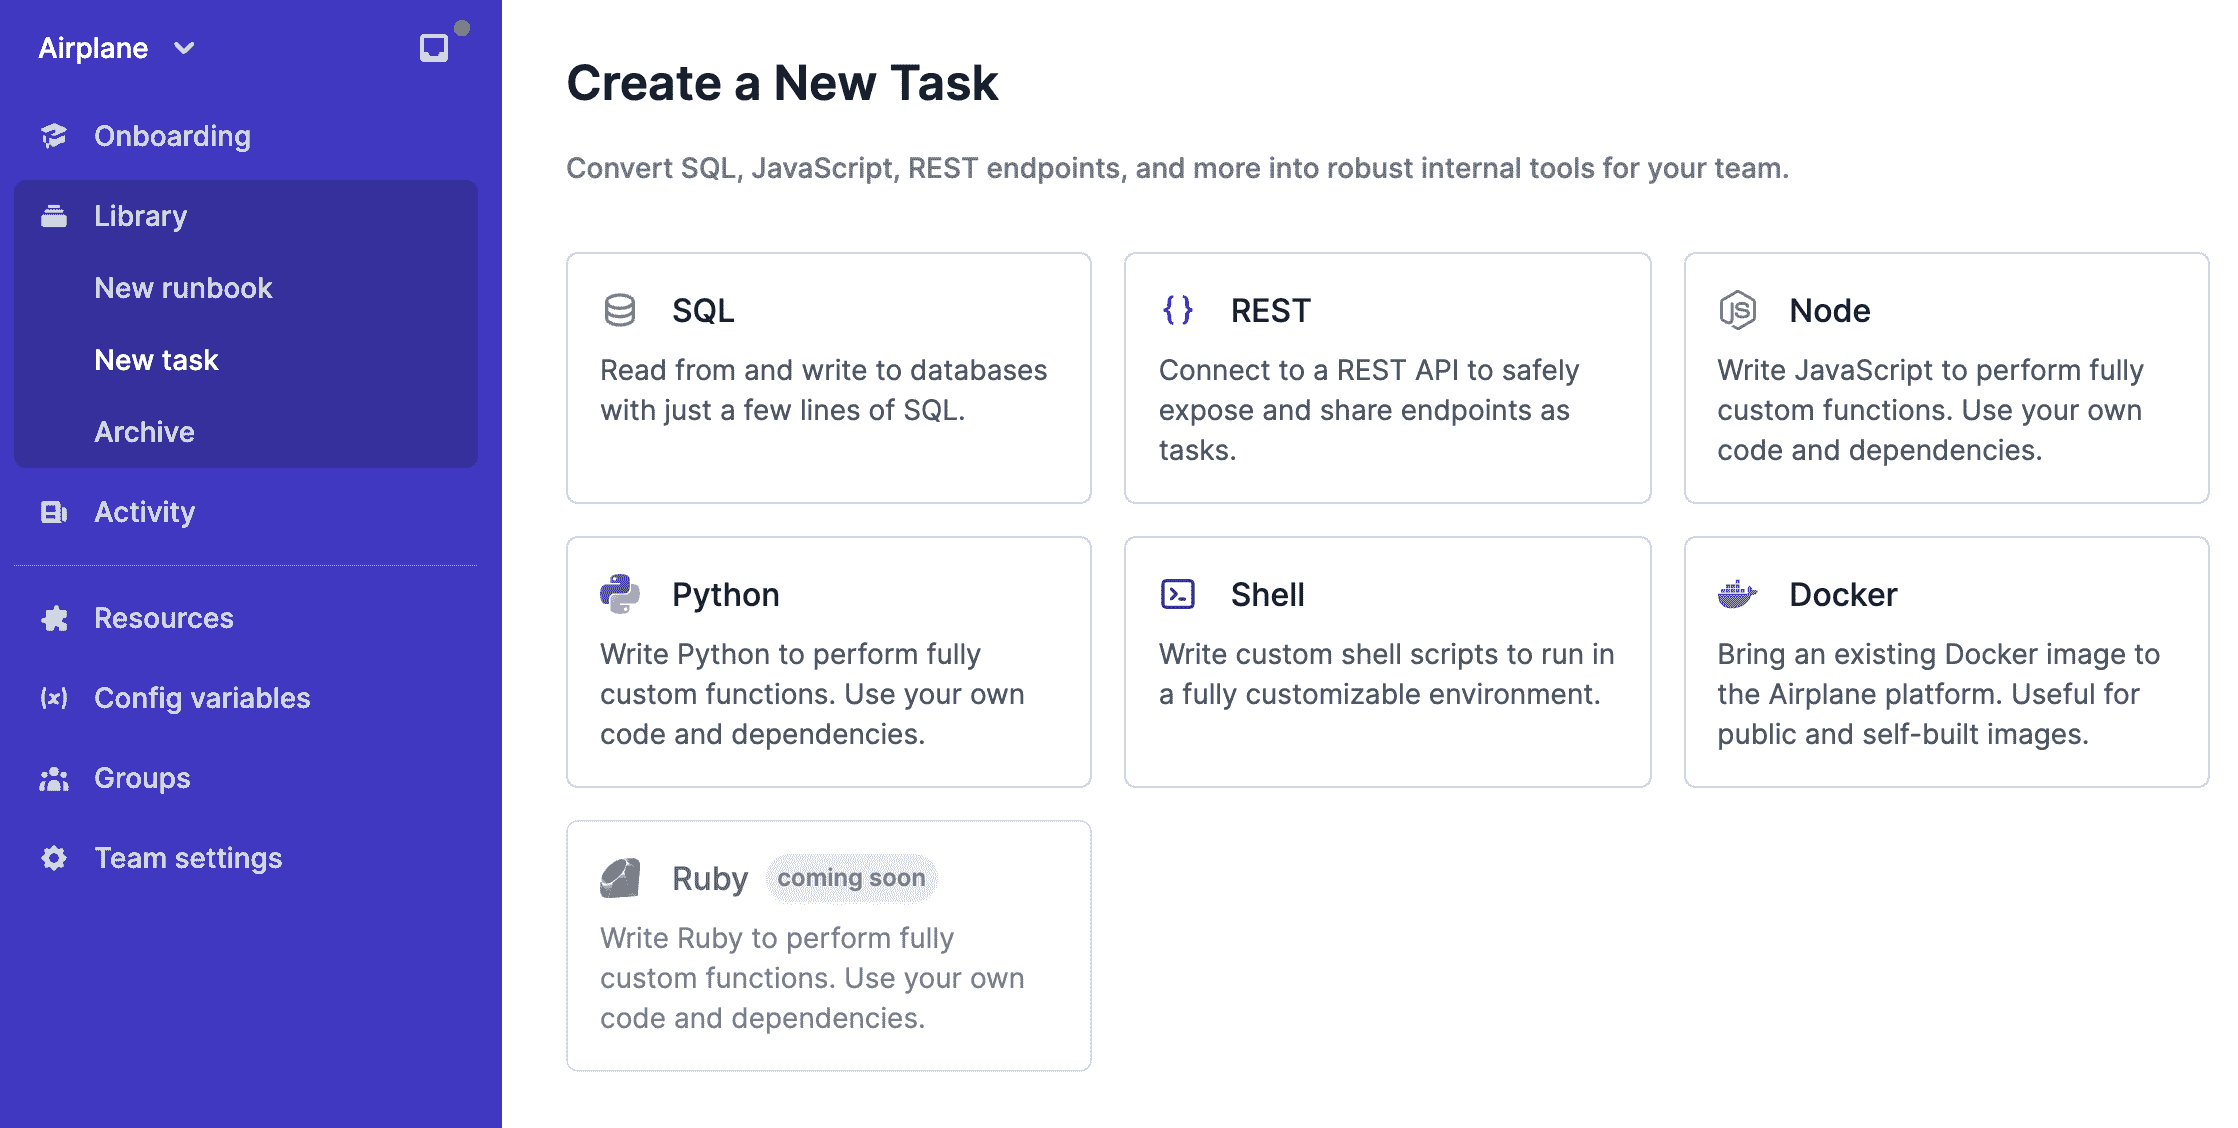 Airplane
Onboarding
Library
New runbook
New task
Archive
Activity
Resources
Config variables
Groups
Team settings
Create a New Task
Convert SQL, JavaScript, REST endpoints, and more into robust internal tools for your team.
SQL
Read from and write to databases
with just a few lines of SQL.
REST
Connect to a REST API to safely
expose and share endpoints as
tasks.
JS
Node
Write JavaScript to perform fully
custom functions. Use your own
code and dependencies.
Python
Write Python to perform fully
custom functions. Use your own
code and dependencies.
Shell
Write custom shell scripts to run in
a fully customizable environment.
Docker
Bring an existing Docker image to
the Airplane platform. Useful for
public and self-built images.
Ruby coming soon
Write Ruby to perform fully
custom functions. Use your own
code and dependencies.